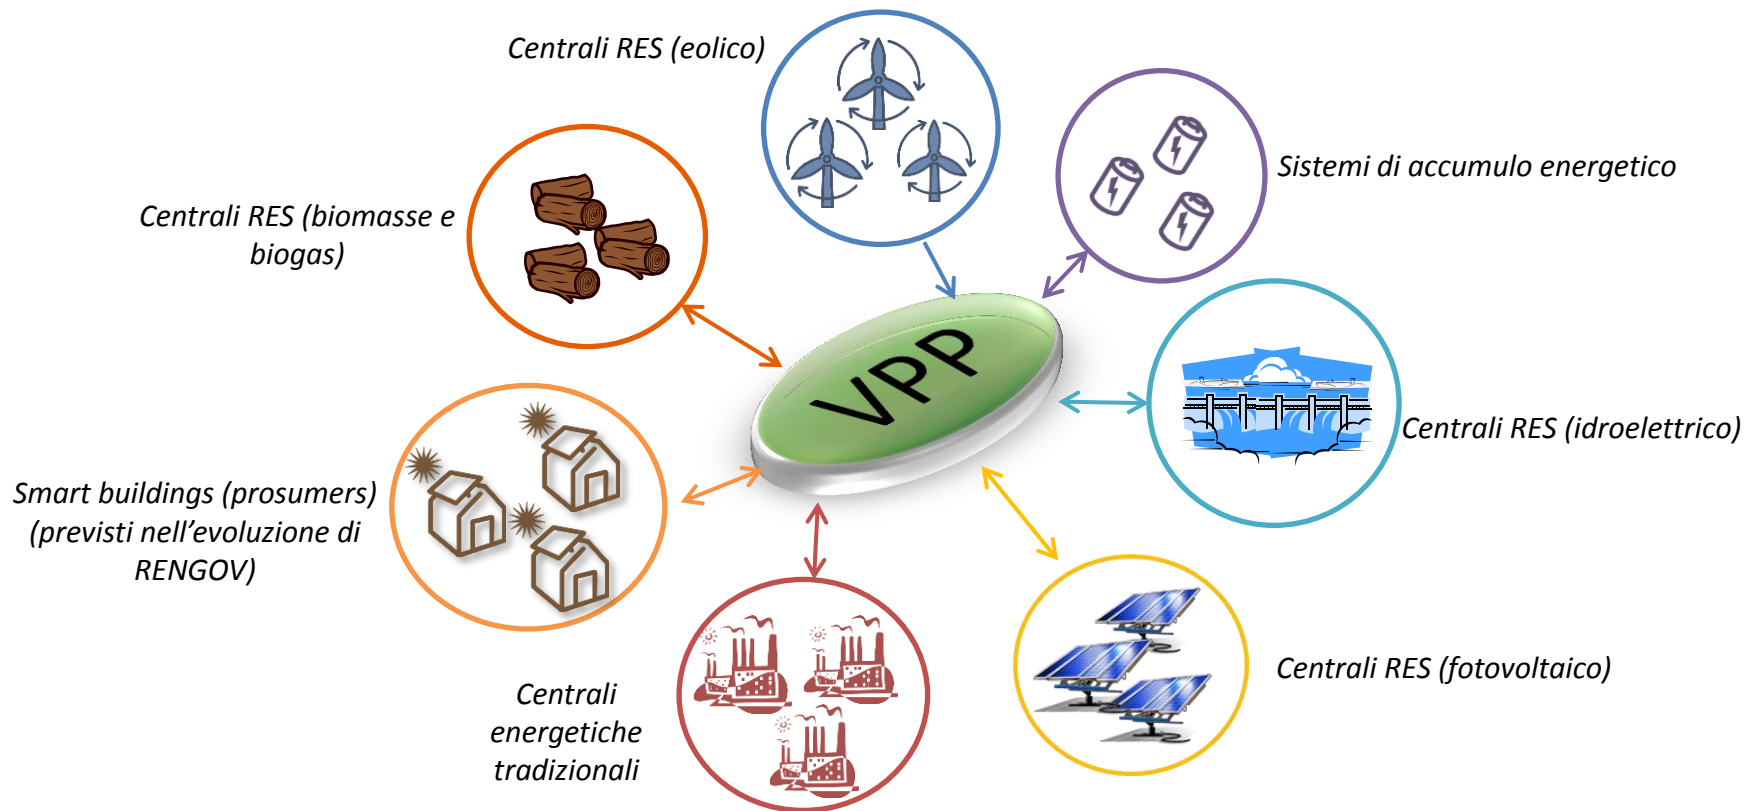 Centrali RES (eolico)
Sistemi di accumulo energetico
Centrali RES (biomasse e
biogas)
VPP
Centrali RES (idroelettrico)
Smart buildings (prosumers)
(previsti nell’evoluzione di
RENGOV)
Centrali RES (fotovoltaico)
Centrali
energetiche
tradizionali